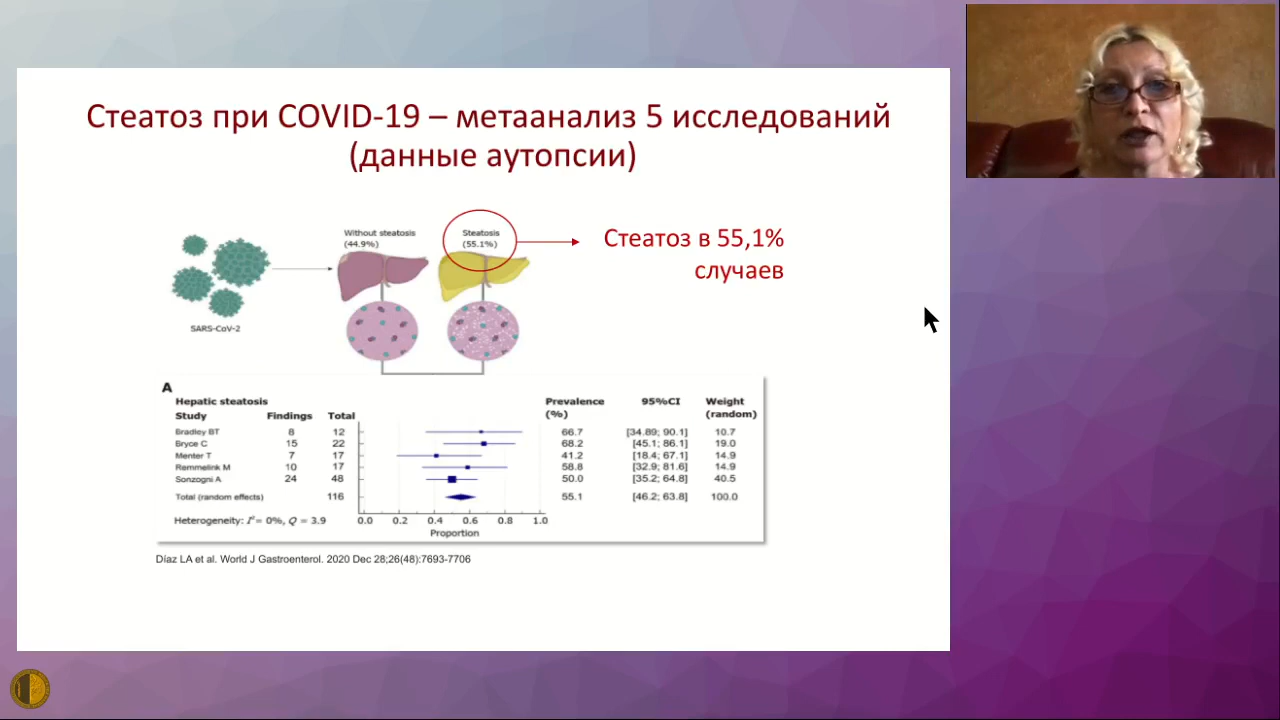 Стеатоз при COVID-19 – метаанализ 5 исследований
(данные аутопсии)
Without steatosis
(44.9%)
Steatosis
(55.1%)
Стеатоз в 55,1%
случаев
SARS-CoV-2
A
Hepatic steatosis
Study Findings Total Prevalence (%) 95%CI Weight (random)
Bradley BT 8 12 66.7 [34.89; 90.1] 10.7
Bryce C 15 22 68.2 [45.1; 86.1] 19.0
Menter T 7 17 41.2 [18.4; 67.1] 14.9
Remmelink M 10 17 58.8 [32.9; 81.6] 14.9
Sonzogni A 24 48 50.0 [35.2; 64.8] 40.5
Total (random effects) 116 55.1 [46.2; 63.8] 100.0
Heterogeneity: I²= 0%, Q = 3.9
0.0 0.2 0.4 0.6 0.8 1.0
Proportion
Díaz LA et al. World J Gastroenterol. 2020 Dec 28;26(48):7693-7706